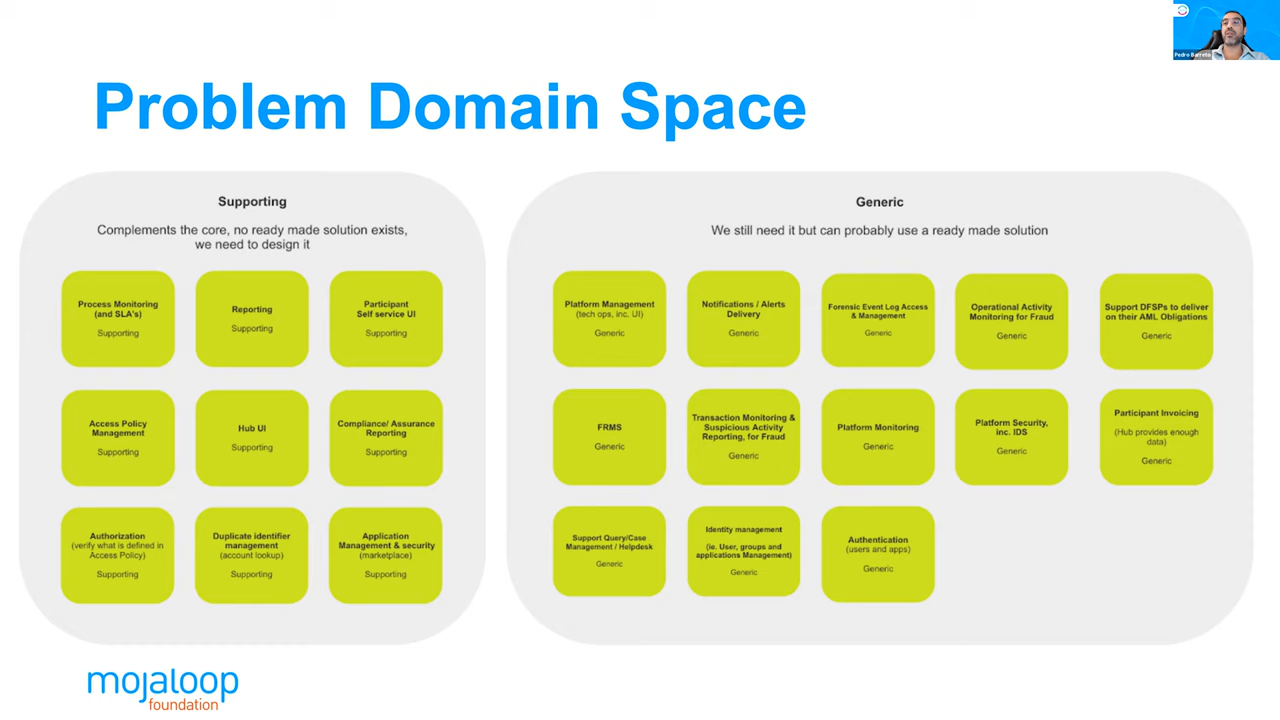 Pedro Barreto
Problem Domain Space
Supporting
Complements the core, no ready made solution exists,
we need to design it
Process Monitoring
(and SLA's)
Supporting
Reporting
Supporting
Participant
Self service UI
Supporting
Access Policy
Management
Supporting
Hub UI
Supporting
Compliance/ Assurance
Reporting
Supporting
Authorization
(verify what is defined in
Access Policy)
Supporting
Duplicate identifier
management
(account lookup)
Supporting
Application
Management & security
(marketplace)
Supporting
Generic
We still need it but can probably use a ready made solution
Platform Management
(tech ops, inc. UI)
Generic
Notifications / Alerts
Delivery
Generic
Forensic Event Log Access
& Management
Generic
Operational Activity
Monitoring for Fraud
Generic
Support DFSPs to deliver
on their AML Obligations
Generic
FRMS
Generic
Transaction Monitoring &
Suspicious Activity
Reporting, for Fraud
Generic
Platform Monitoring
Generic
Platform Security,
inc. IDS
Generic
Participant Invoicing
(Hub provides enough
data)
Generic
Support Query/Case
Management / Helpdesk
Generic
Identity management
(ie. User, groups and
applications Management)
Generic
Authentication
(users and apps)
Generic
mojaloop
foundation